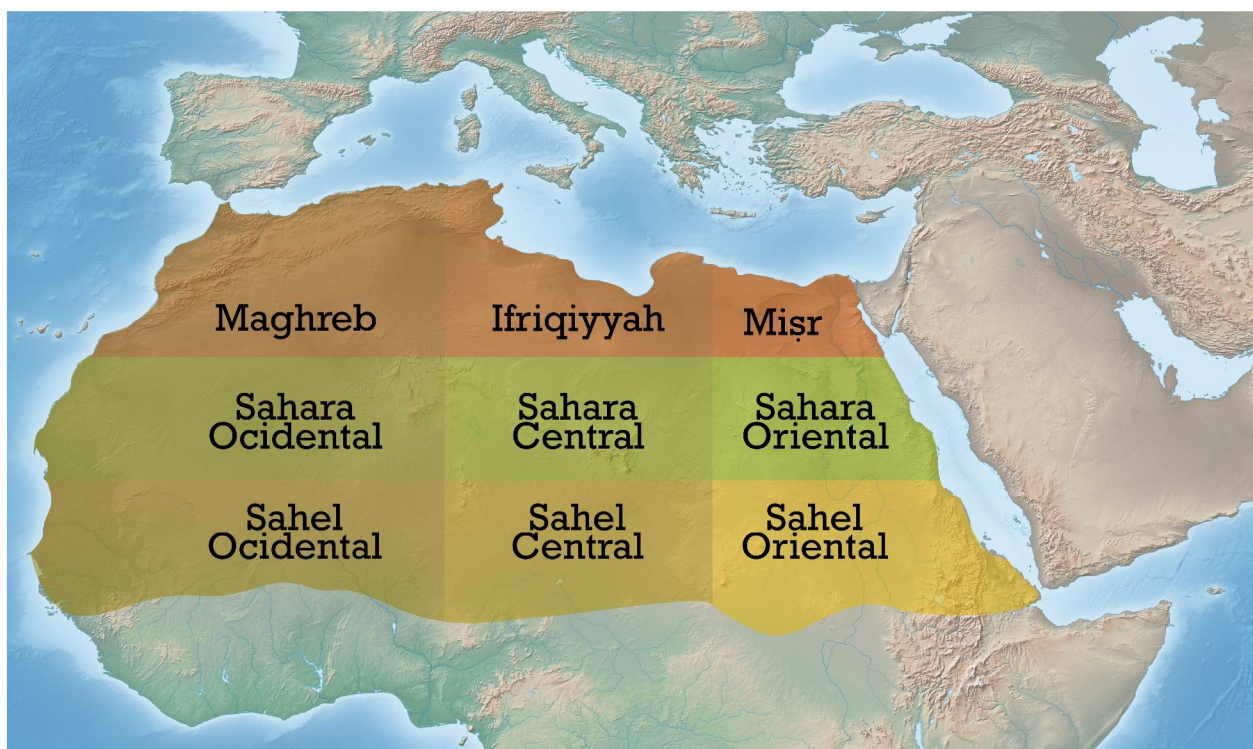 Maghreb
Ifriqiyyah
Miṣr
Sahara
Ocidental
Sahara
Central
Sahara
Oriental
Sahel
Ocidental
Sahel
Central
Sahel
Oriental